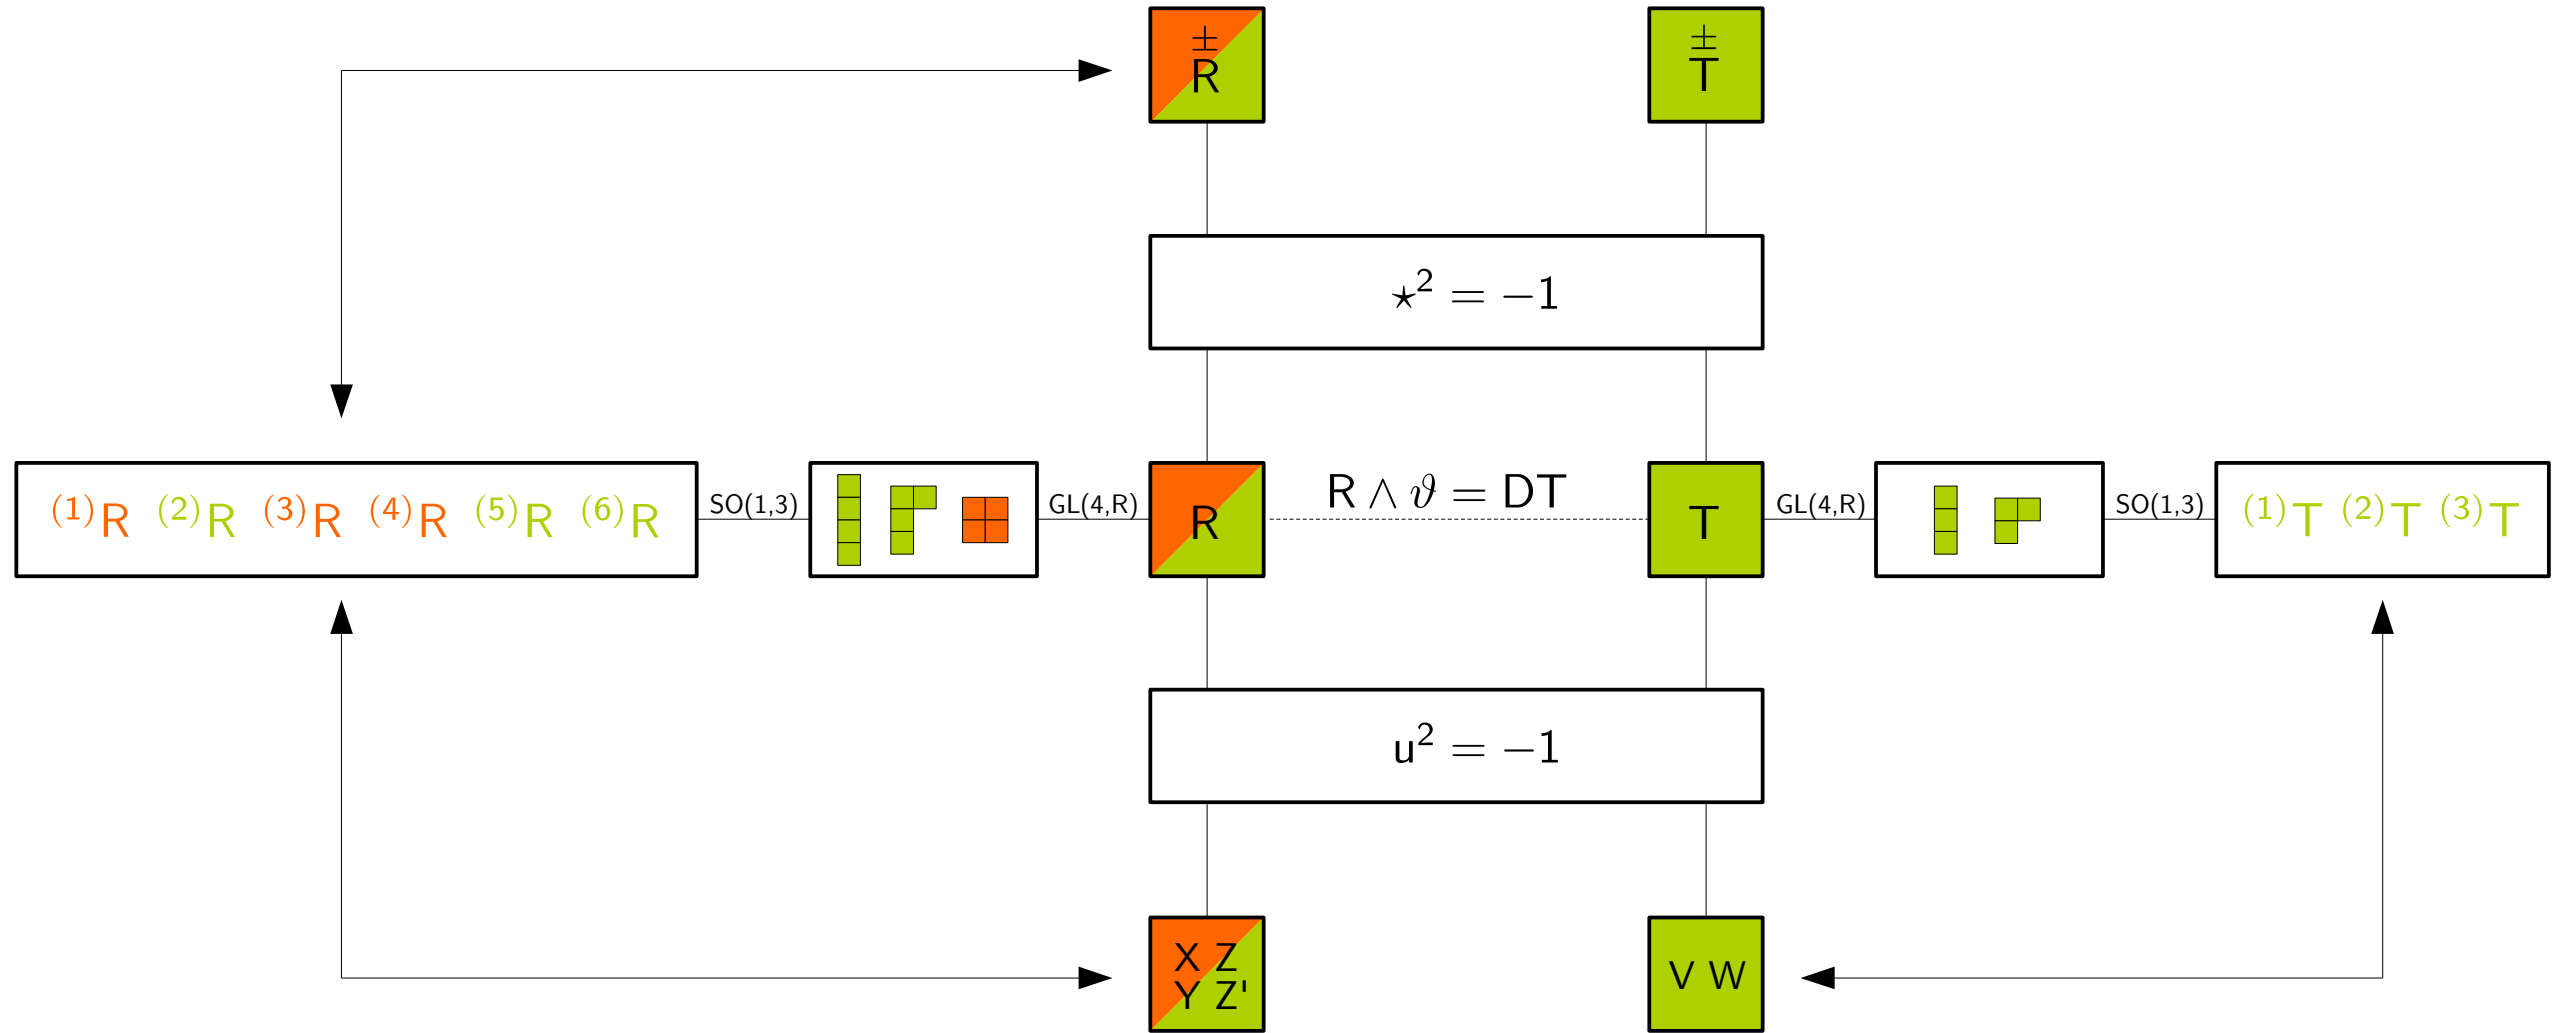 ±
R
±
T
⋆² = −1
⁽¹⁾R ⁽²⁾R ⁽³⁾R ⁽⁴⁾R ⁽⁵⁾R ⁽⁶⁾R
SO(1,3)
GL(4,R)
R
R ∧ ϑ = DT
T
GL(4,R)
SO(1,3)
⁽¹⁾T ⁽²⁾T ⁽³⁾T
u² = −1
X Z
Y Z'
V W